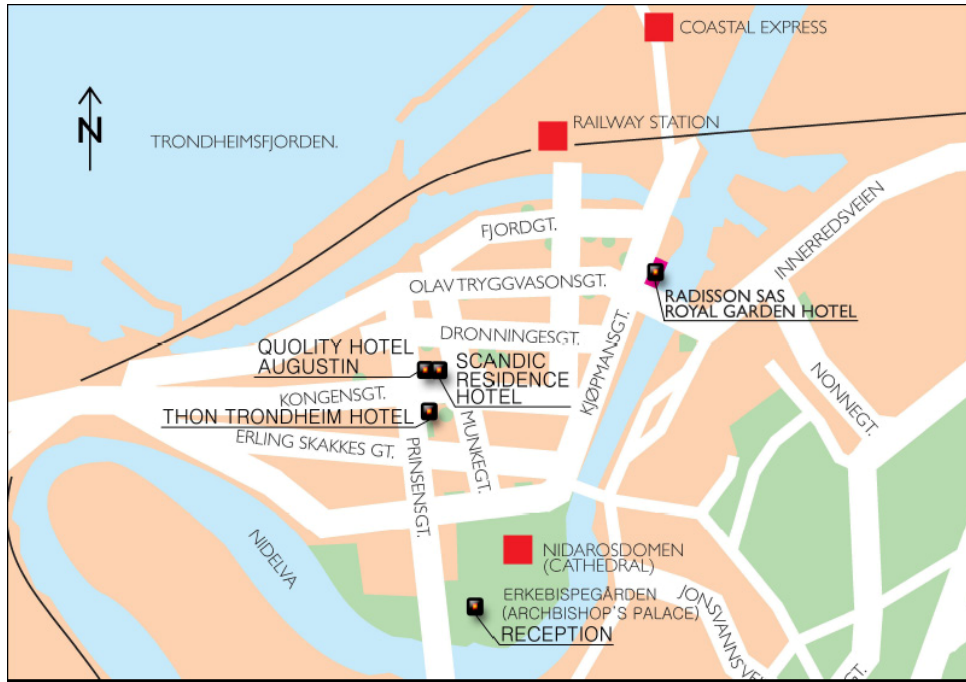 COASTAL EXPRESS
RAILWAY STATION
N
TRONDHEIMSFJORDEN.
INNERREDSVEIEN
FJORDGT.
OLAV TRYGGVASONSGT.
RADISSON SAS
ROYAL GARDEN HOTEL
DRONNINGESGT.
QUOLITY HOTEL
AUGUSTIN
SCANDIC
RESIDENCE
HOTEL
KJØPMANSGT.
NONNEGT.
KONGENSGT.
THON TRONDHEIM HOTEL
ERLING SKAKKES GT.
PRINSENSGT.
MUNKEGT.
NIDELVA
NIDAROSDOMEN
(CATHEDRAL)
ERKEBISPEGÅRDEN
(ARCHBISHOP'S PALACE)
RECEPTION
JONSVANNSVE
GT.